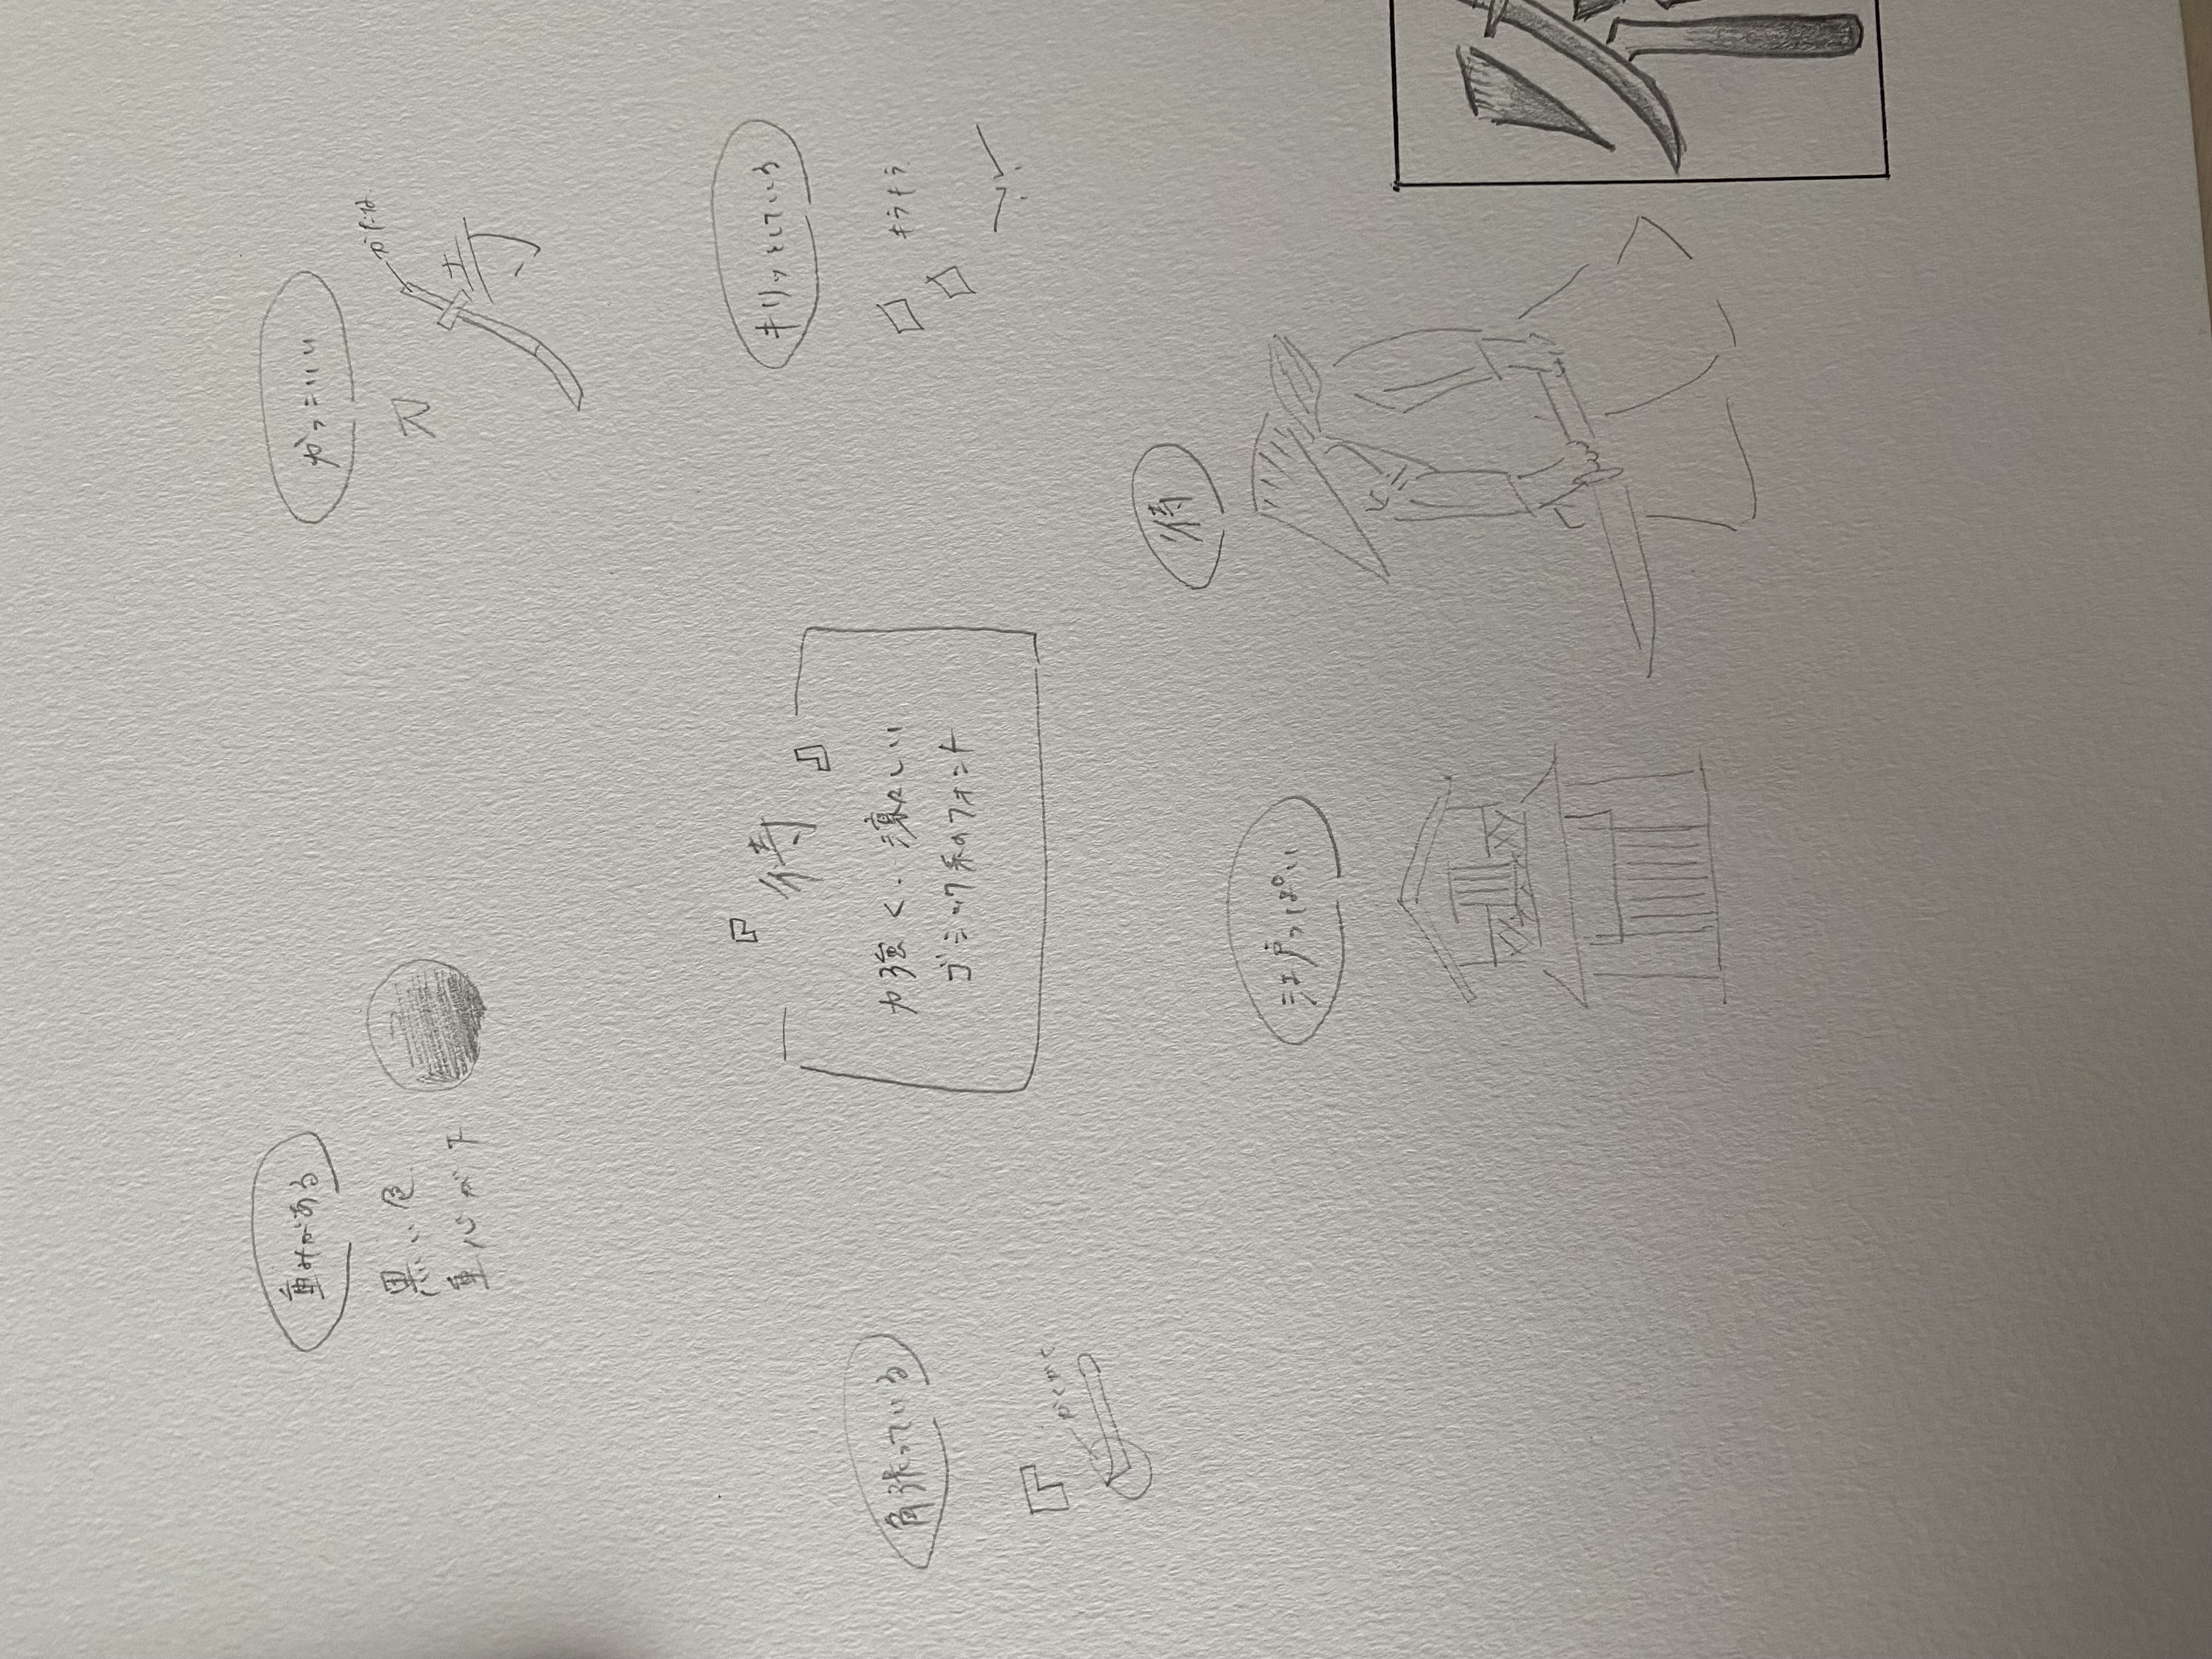 重みがある
黒い色
重心が下
かっこいい
刀
かたな
寺
『待』
力強く、凛々しい
ゴシック系のフォント
キリッとしている
キラキラ
角張っている
かくかく
待
江戸っぽい